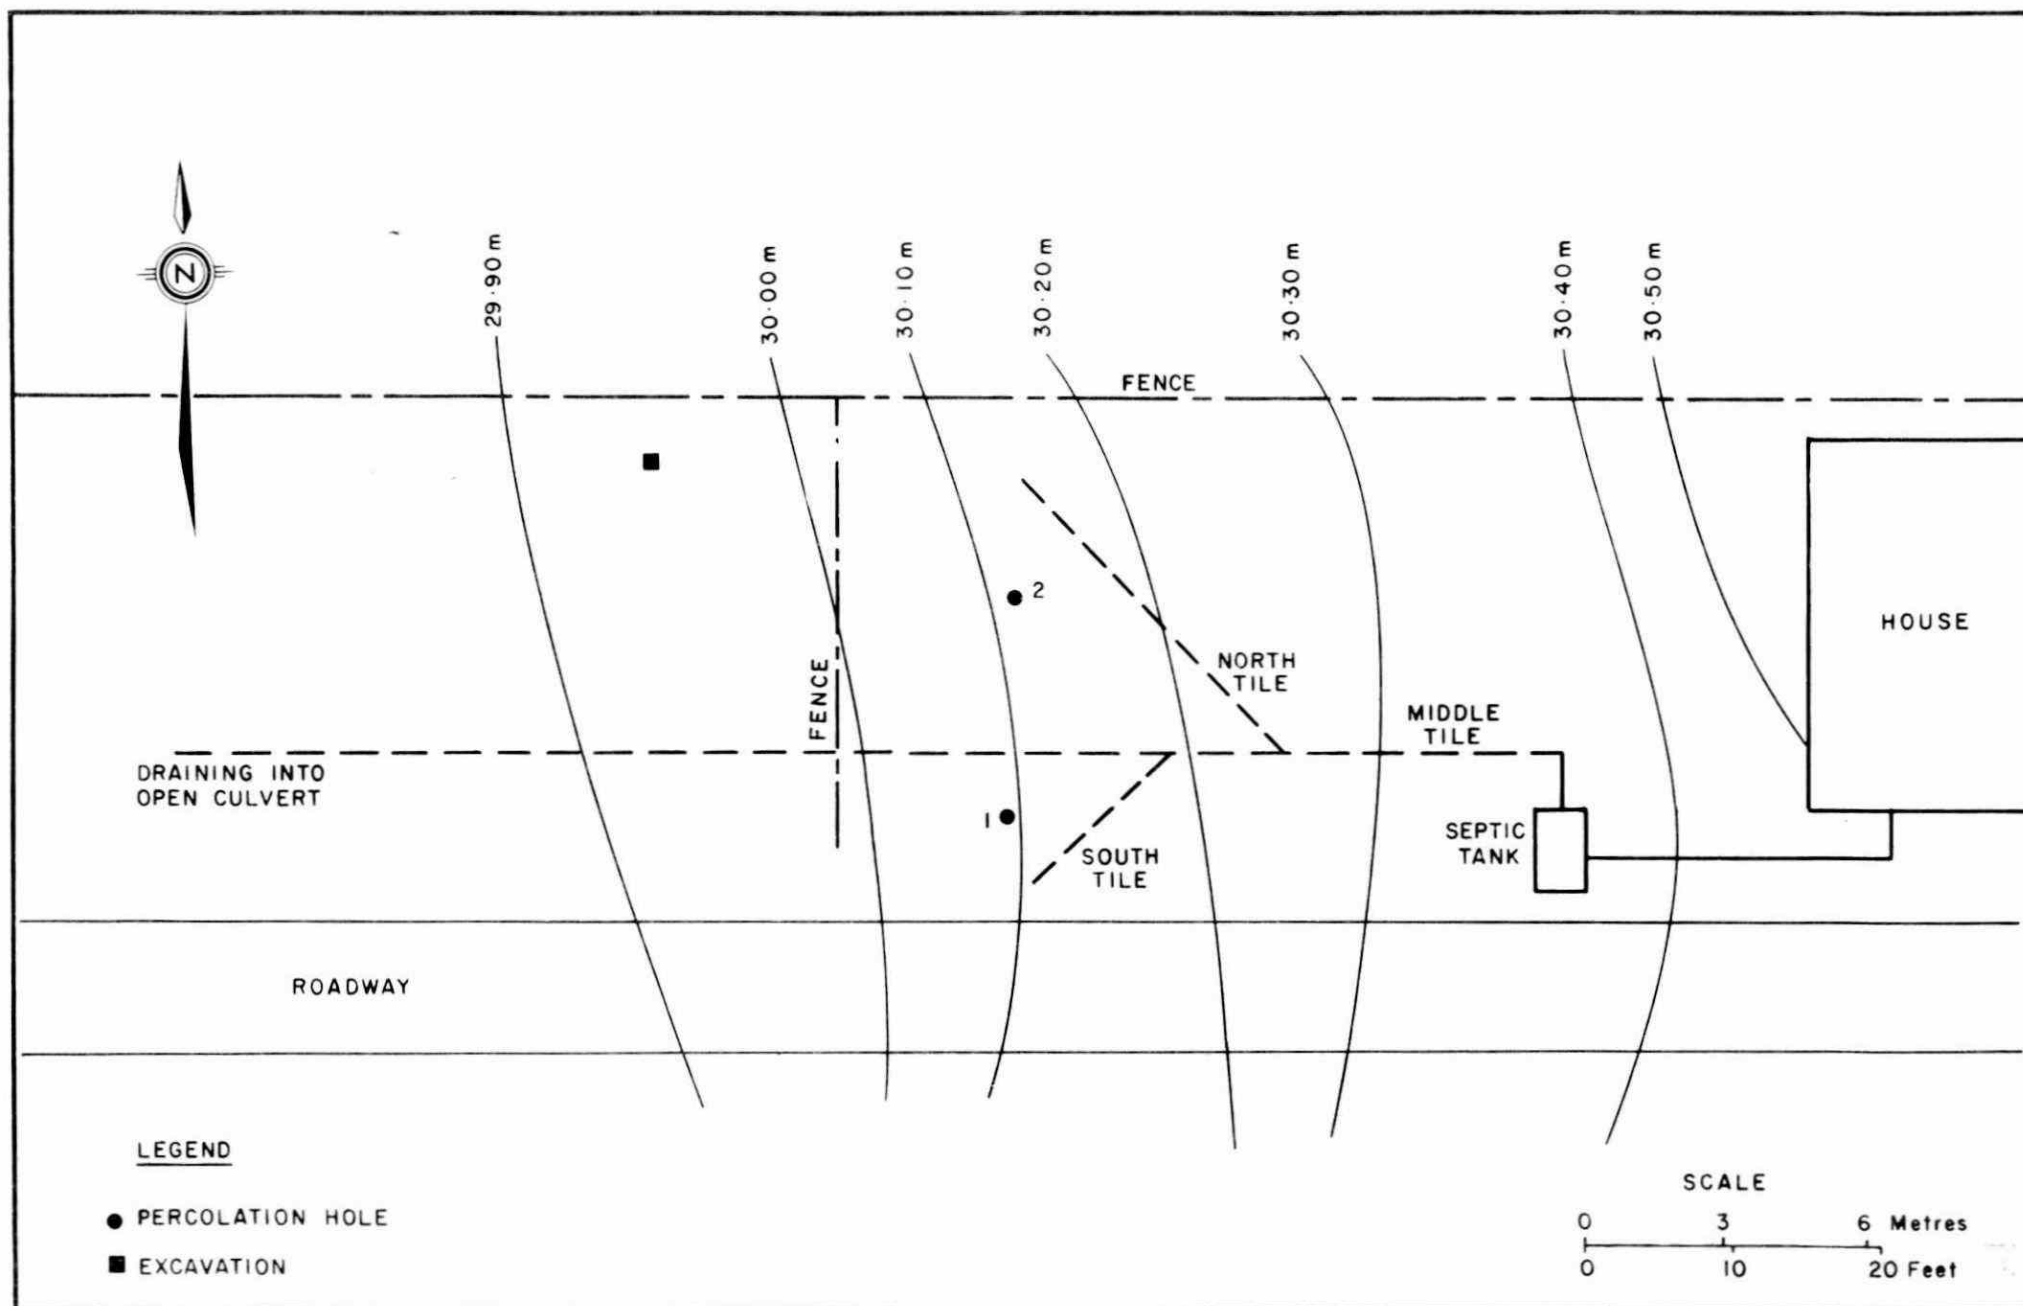 29·90 m
30·00 m
30·10 m
30·20 m
30·30 m
30·40 m
30·50 m
N
FENCE
2
HOUSE
NORTH
TILE
FENCE
MIDDLE
TILE
DRAINING INTO
OPEN CULVERT
1
SEPTIC
TANK
SOUTH
TILE
ROADWAY
LEGEND
PERCOLATION HOLE
EXCAVATION
SCALE
0 3 6 Metres
0 10 20 Feet